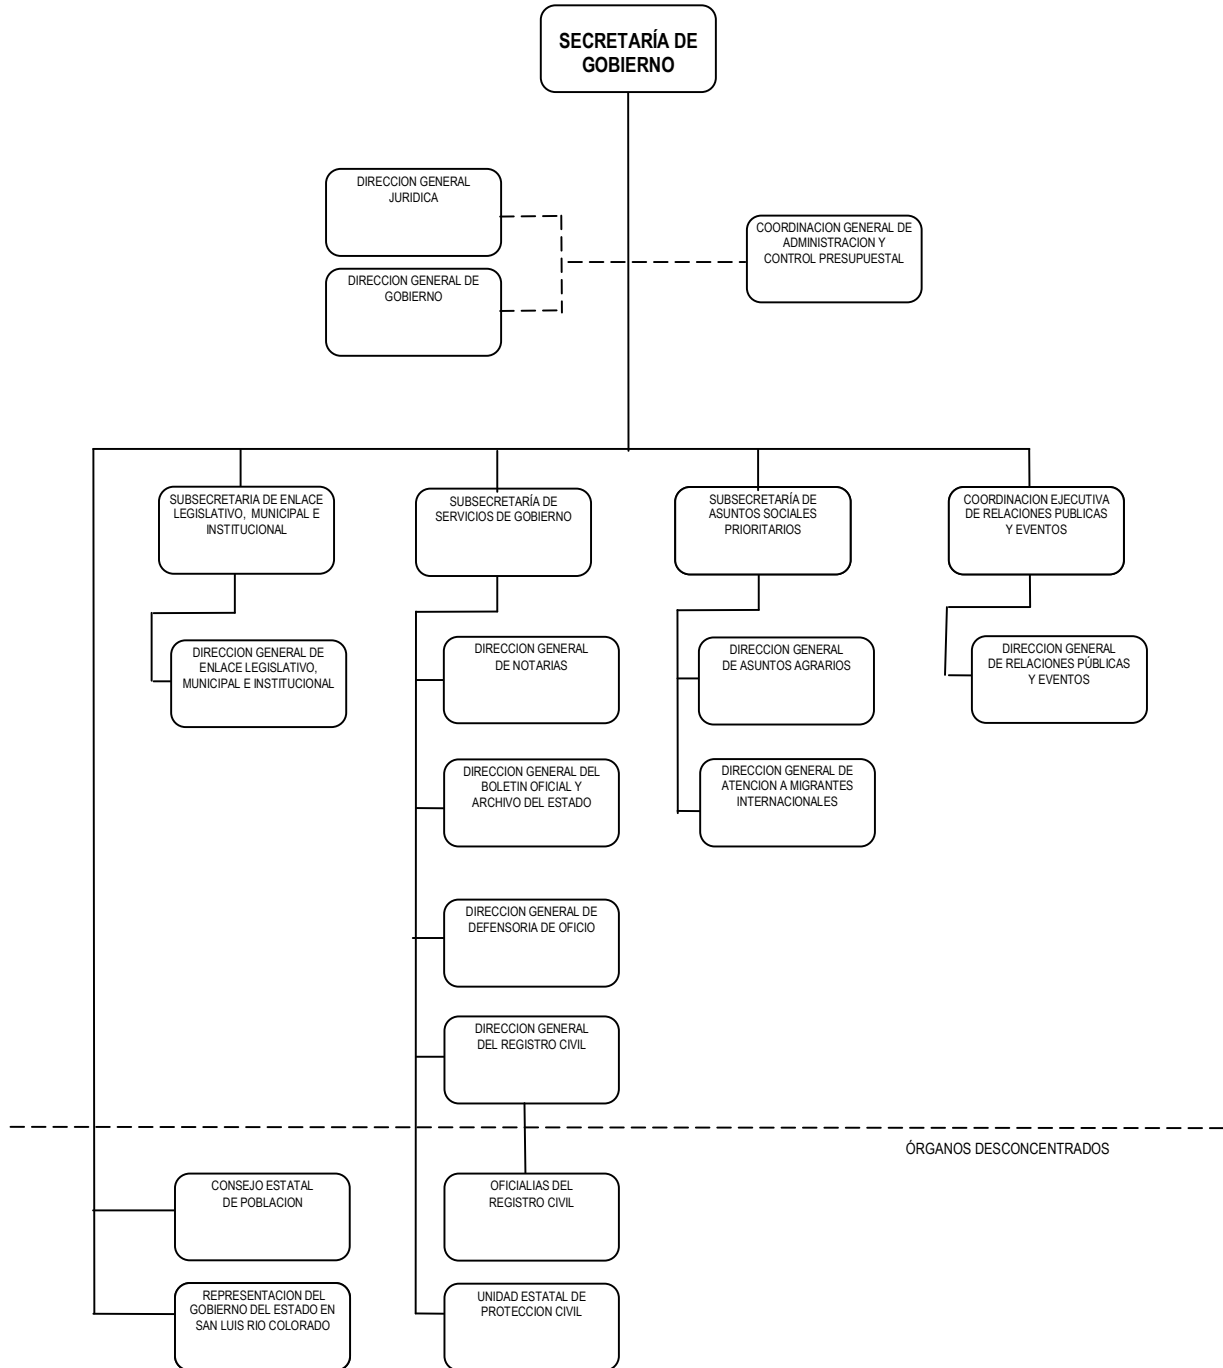 SECRETARÍA DE
GOBIERNO
DIRECCION GENERAL
JURIDICA
COORDINACION GENERAL DE
ADMINISTRACION Y
CONTROL PRESUPUESTAL
DIRECCION GENERAL DE
GOBIERNO
SUBSECRETARIA DE ENLACE
LEGISLATIVO, MUNICIPAL E
INSTITUCIONAL
SUBSECRETARÍA DE
SERVICIOS DE GOBIERNO
SUBSECRETARÍA DE
ASUNTOS SOCIALES
PRIORITARIOS
COORDINACION EJECUTIVA
DE RELACIONES PUBLICAS
Y EVENTOS
DIRECCION GENERAL DE
ENLACE LEGISLATIVO,
MUNICIPAL E INSTITUCIONAL
DIRECCION GENERAL
DE NOTARIAS
DIRECCION GENERAL
DE ASUNTOS AGRARIOS
DIRECCION GENERAL
DE RELACIONES PÚBLICAS
Y EVENTOS
DIRECCION GENERAL DEL
BOLETIN OFICIAL Y
ARCHIVO DEL ESTADO
DIRECCION GENERAL DE
ATENCION A MIGRANTES
INTERNACIONALES
DIRECCION GENERAL DE
DEFENSORIA DE OFICIO
DIRECCION GENERAL
DEL REGISTRO CIVIL
ÓRGANOS DESCONCENTRADOS
CONSEJO ESTATAL
DE POBLACION
OFICIALIAS DEL
REGISTRO CIVIL
REPRESENTACION DEL
GOBIERNO DEL ESTADO EN
SAN LUIS RIO COLORADO
UNIDAD ESTATAL DE
PROTECCION CIVIL